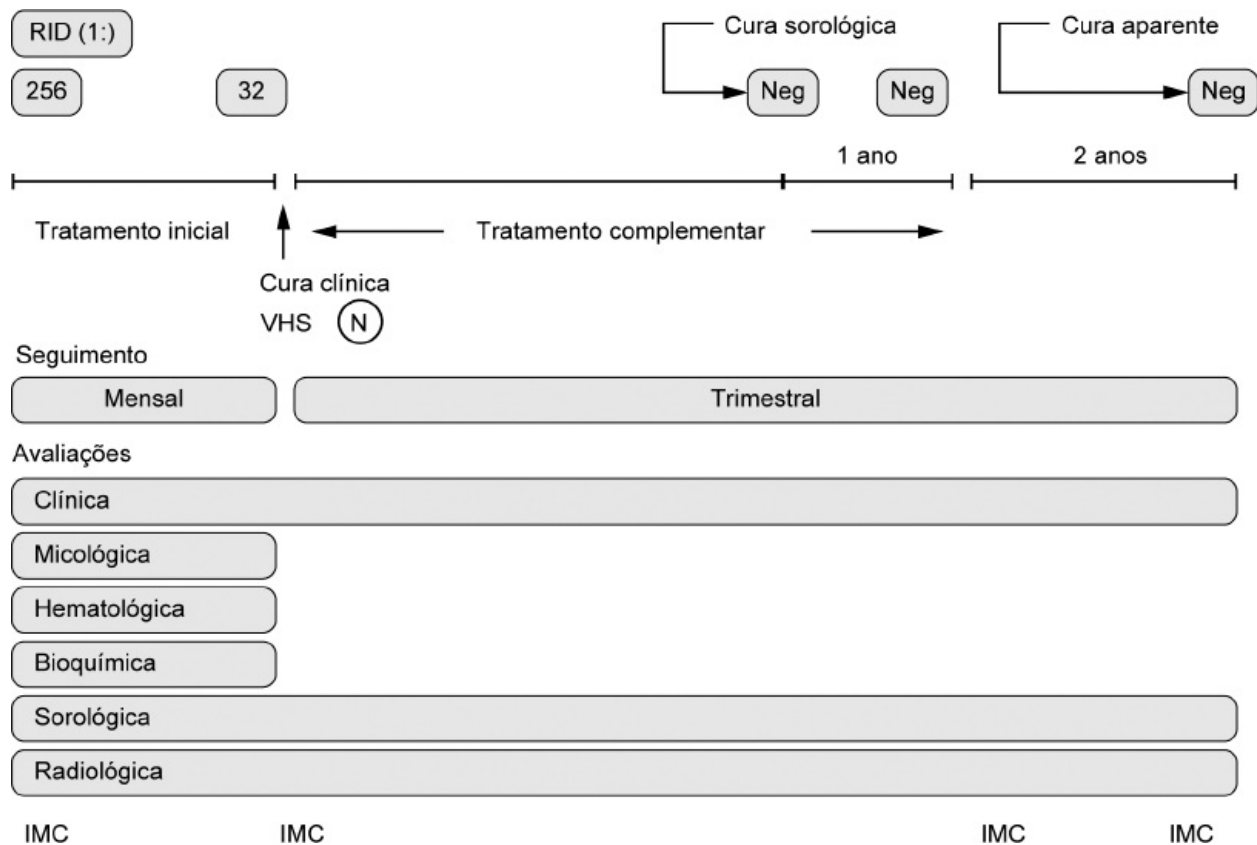 RID (1:)
Cura sorológica
Cura aparente
256
32
Neg
Neg
Neg
1 ano
2 anos
Tratamento inicial
Tratamento complementar
Cura clínica
VHS N
Seguimento
Mensal
Trimestral
Avaliações
Clínica
Micológica
Hematológica
Bioquímica
Sorológica
Radiológica
IMC
IMC
IMC
IMC